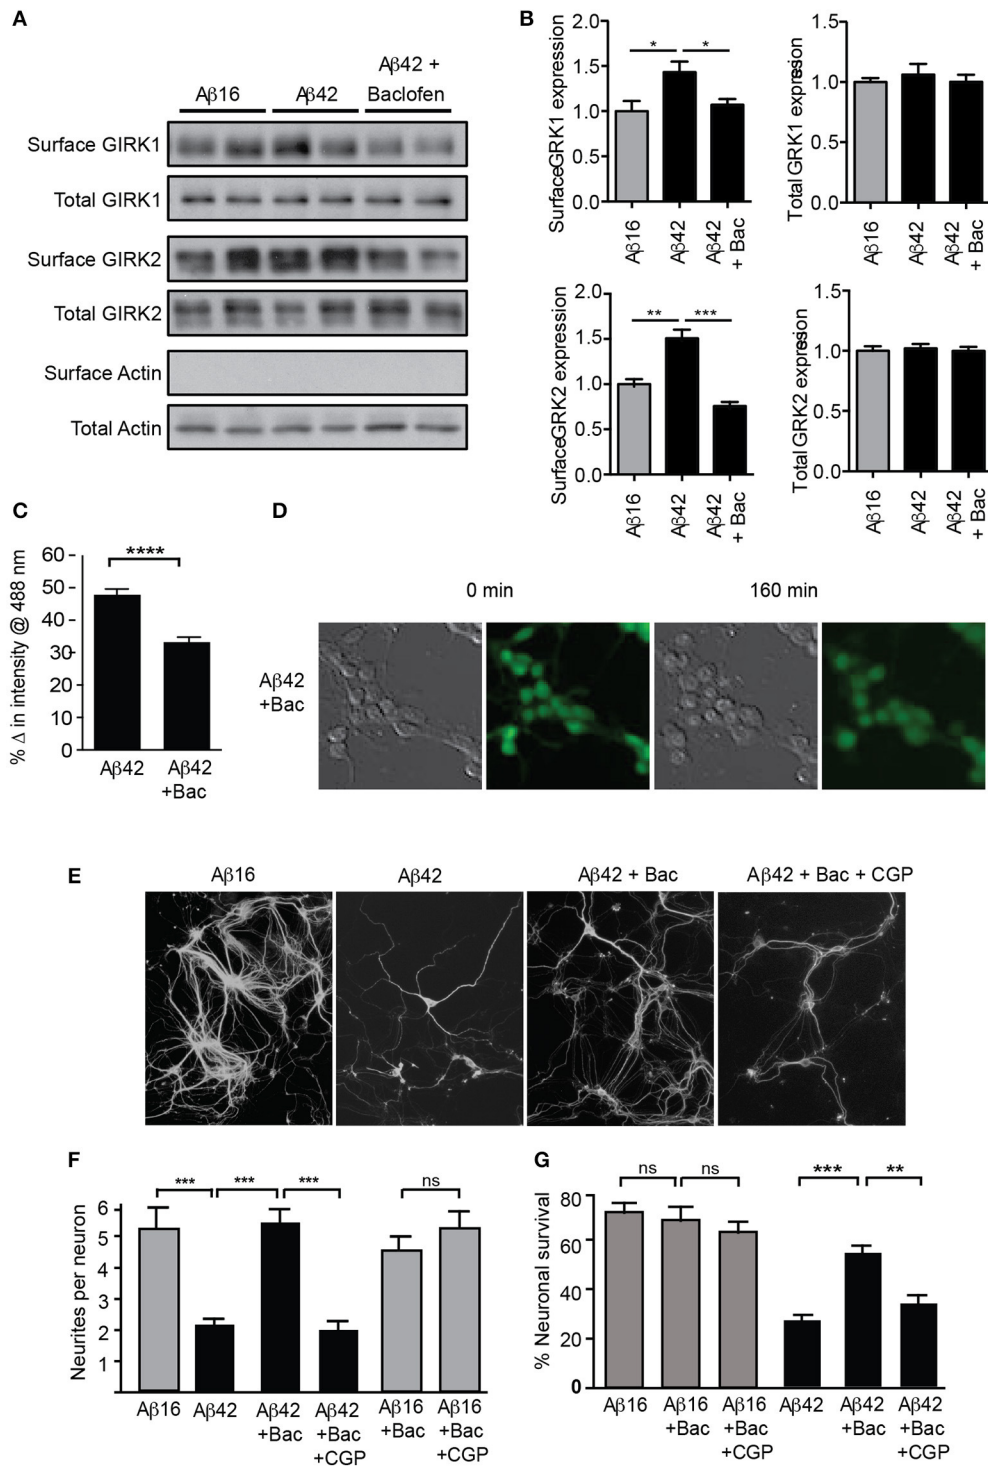 A
Aβ16
Aβ42
Aβ42 +
Baclofen
Surface GIRK1
Total GIRK1
Surface GIRK2
Total GIRK2
Surface Actin
Total Actin
B
SurfaceGRK1 expression
2.0
1.5
1.0
0.5
0.0
*
*
Aβ16
Aβ42
Aβ42
+ Bac
Total GRK1 expression
1.5
1.0
0.5
0.0
Aβ16
Aβ42
Aβ42
+ Bac
SurfaceGRK2 expression
2.0
1.5
1.0
0.5
0.0
**
***
Aβ16
Aβ42
Aβ42
+ Bac
Total GRK2 expression
1.5
1.0
0.5
0.0
Aβ16
Aβ42
Aβ42
+ Bac
C
% Δ in intensity @ 488 nm
60
50
40
30
30
20
10
0
****
Aβ42
Aβ42
+Bac
D
0 min
160 min
Aβ42
+Bac
E
Aβ16
Aβ42
Aβ42 + Bac
Aβ42 + Bac + CGP
F
Neurites per neuron
6
5
4
3
2
1
***
***
***
ns
Aβ16
Aβ42
Aβ42
+Bac
Aβ42
+Bac
+CGP
Aβ16
+Bac
Aβ16
+Bac
+CGP
G
% Neuronal survival
80
60
40
20
0
ns
ns
***
**
Aβ16
Aβ16
+Bac
Aβ16
+Bac
+CGP
Aβ42
Aβ42
+Bac
Aβ42
+Bac
+CGP